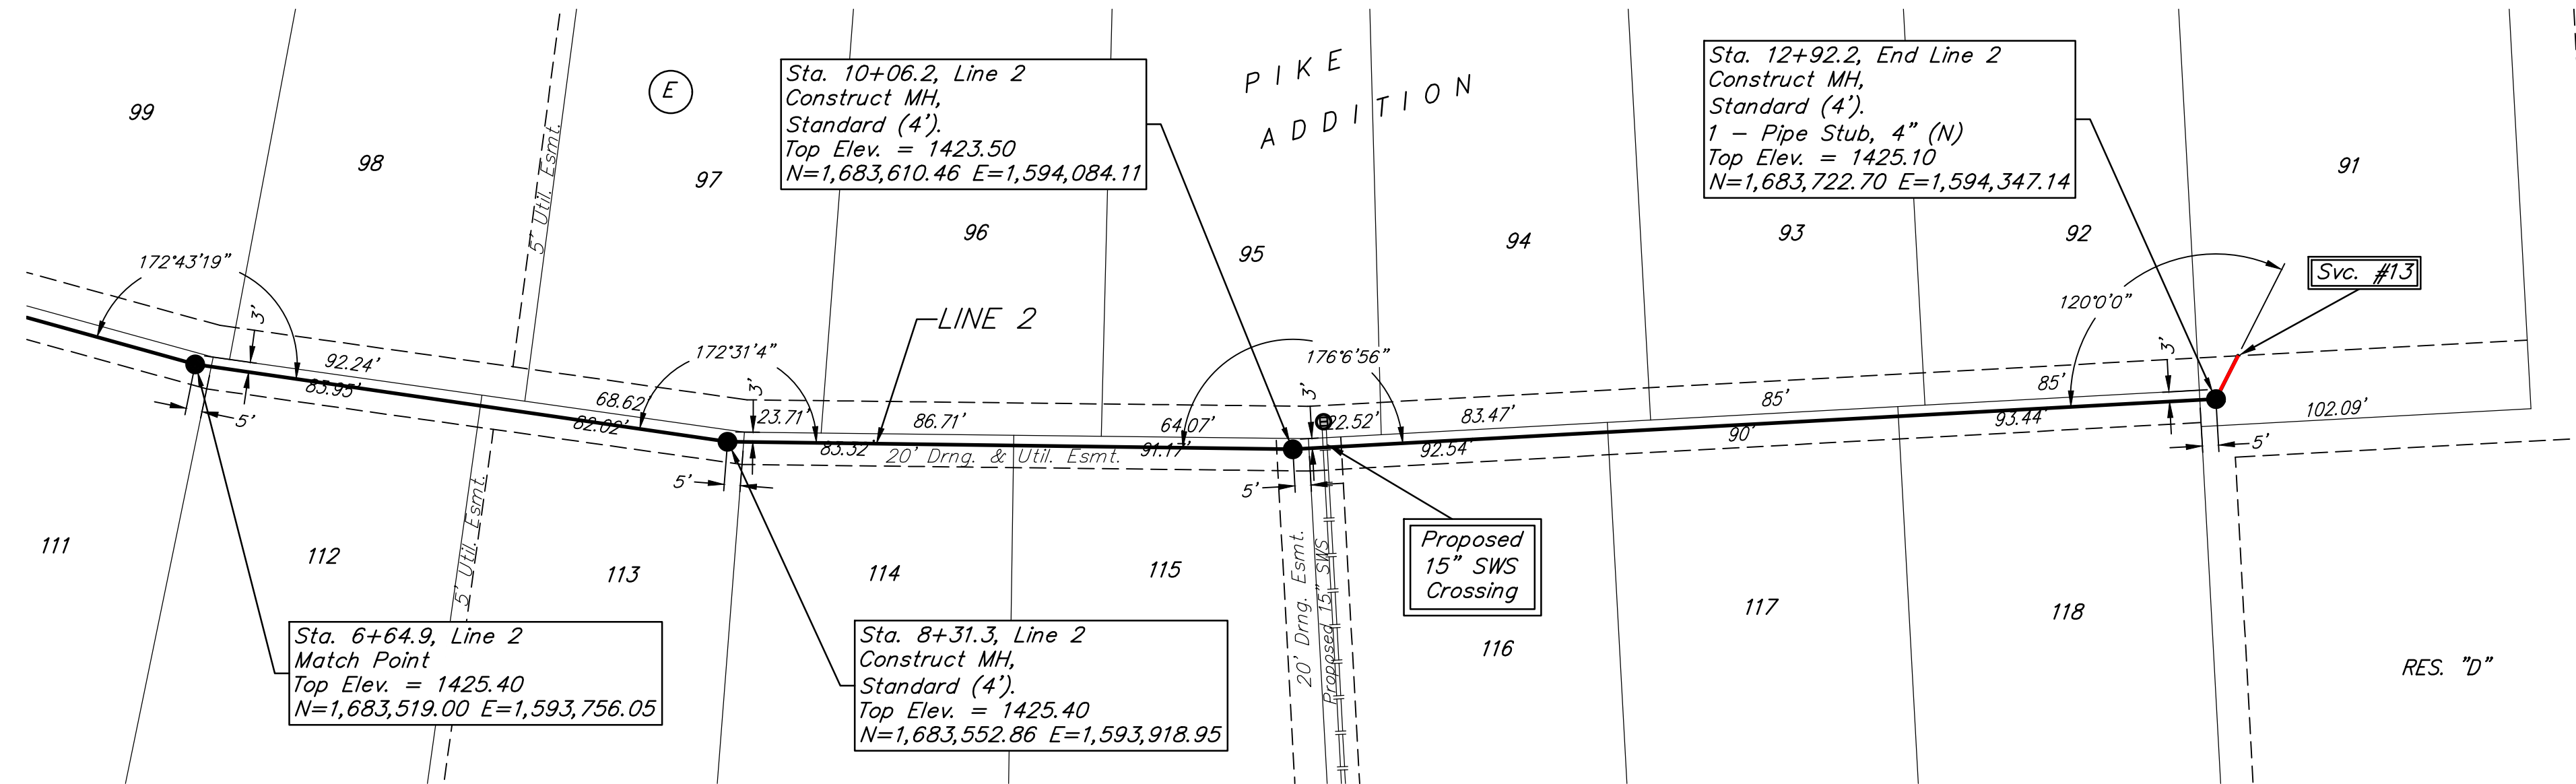 PIKE
ADDITION
E
99
98
97
96
95
94
93
92
91
Sta. 10+06.2, Line 2
Construct MH,
Standard (4').
Top Elev. = 1423.50
N=1,683,610.46 E=1,594,084.11
Sta. 12+92.2, End Line 2
Construct MH,
Standard (4').
1 - Pipe Stub, 4" (N)
Top Elev. = 1425.10
N=1,683,722.70 E=1,594,347.14
5' Util. Esmt.
172°43'19"
3'
92.24'
83.95'
5'
LINE 2
172°31'4"
68.62'
82.02'
3'
23.71'
5'
86.71'
83.32'
20' Drng. & Util. Esmt.
64.07'
91.17'
176°6'56"
3'
22.52'
5'
83.47'
92.54'
85'
90'
85'
93.44'
120°0'0"
3'
Svc. #13
102.09'
5'
111
112
5' Util. Esmt.
113
114
115
20' Drng. Esmt.
Proposed 15" SWS
Proposed
15" SWS
Crossing
116
117
118
RES. "D"
Sta. 6+64.9, Line 2
Match Point
Top Elev. = 1425.40
N=1,683,519.00 E=1,593,756.05
Sta. 8+31.3, Line 2
Construct MH,
Standard (4').
Top Elev. = 1425.40
N=1,683,552.86 E=1,593,918.95